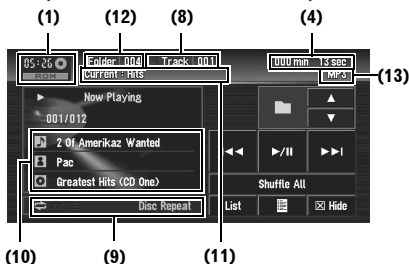 (1) (12) (8) (4)
05:26 Folder 004 Track 001 000 min 13 sec
ROM Current : Hits MP3 (13)
Now Playing
001/012
2 Of Amerikaz Wanted
Pac
Greatest Hits (CD One) Shuffle All
Disc Repeat List Hide
(10) (9) (11)